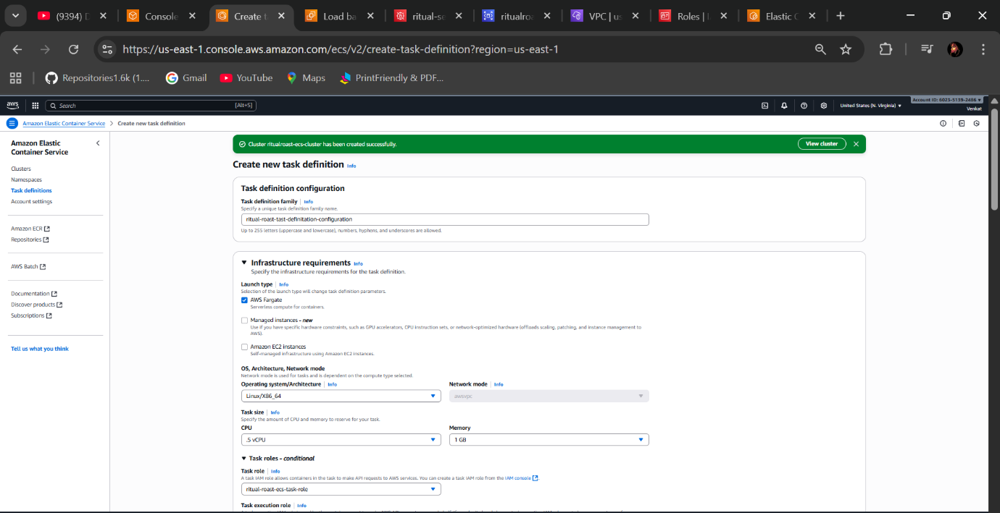 (9394) D
Console
Create t
Load ba
ritual-se
ritualroa
VPC | us
Roles |
Elastic C
https://us-east-1.console.aws.amazon.com/ecs/v2/create-task-definition?region=us-east-1
Repositories1.6k (1....
Gmail
YouTube
Maps
PrintFriendly & PDF...
aws
Search
[Alt+S]
United States (N. Virginia)
Account ID: 6023-5139-2486
Venkat
Amazon Elastic Container Service
Create new task definition
Amazon Elastic
Container Service
Clusters
Namespaces
Task definitions
Account settings
Amazon ECR
Repositories
AWS Batch
Documentation
Discover products
Subscriptions
Tell us what you think
Cluster ritualroast-ecs-cluster has been created successfully.
View cluster
Create new task definition Info
Task definition configuration
Task definition family Info
Specify a unique task definition family name.
ritual-roast-tast-definitation-configuration
Up to 255 letters (uppercase and lowercase), numbers, hyphens, and underscores are allowed.
Infrastructure requirements Info
Specify the infrastructure requirements for the task definition.
Launch type Info
Selection of the launch type will change task definition parameters.
AWS Fargate
Serverless compute for containers.
Managed instances - new
Use if you have specific hardware constraints, such as GPU accelerators, CPU instruction sets, or network-optimized hardware (offloads scaling, patching, and instance management to
AWS).
Amazon EC2 instances
Self-managed infrastructure using Amazon EC2 instances.
OS, Architecture, Network mode
Network mode is used for tasks and is dependent on the compute type selected.
Operating system/Architecture Info
Network mode Info
Linux/X86_64
awsvpc
Task size Info
Specify the amount of CPU and memory to reserve for your task.
CPU
Memory
.5 vCPU
1 GB
Task roles - conditional
Task role Info
A task IAM role allows containers in the task to make API requests to AWS services. You can create a task IAM role from the IAM console
ritual-roast-ecs-task-role
Task execution role Info